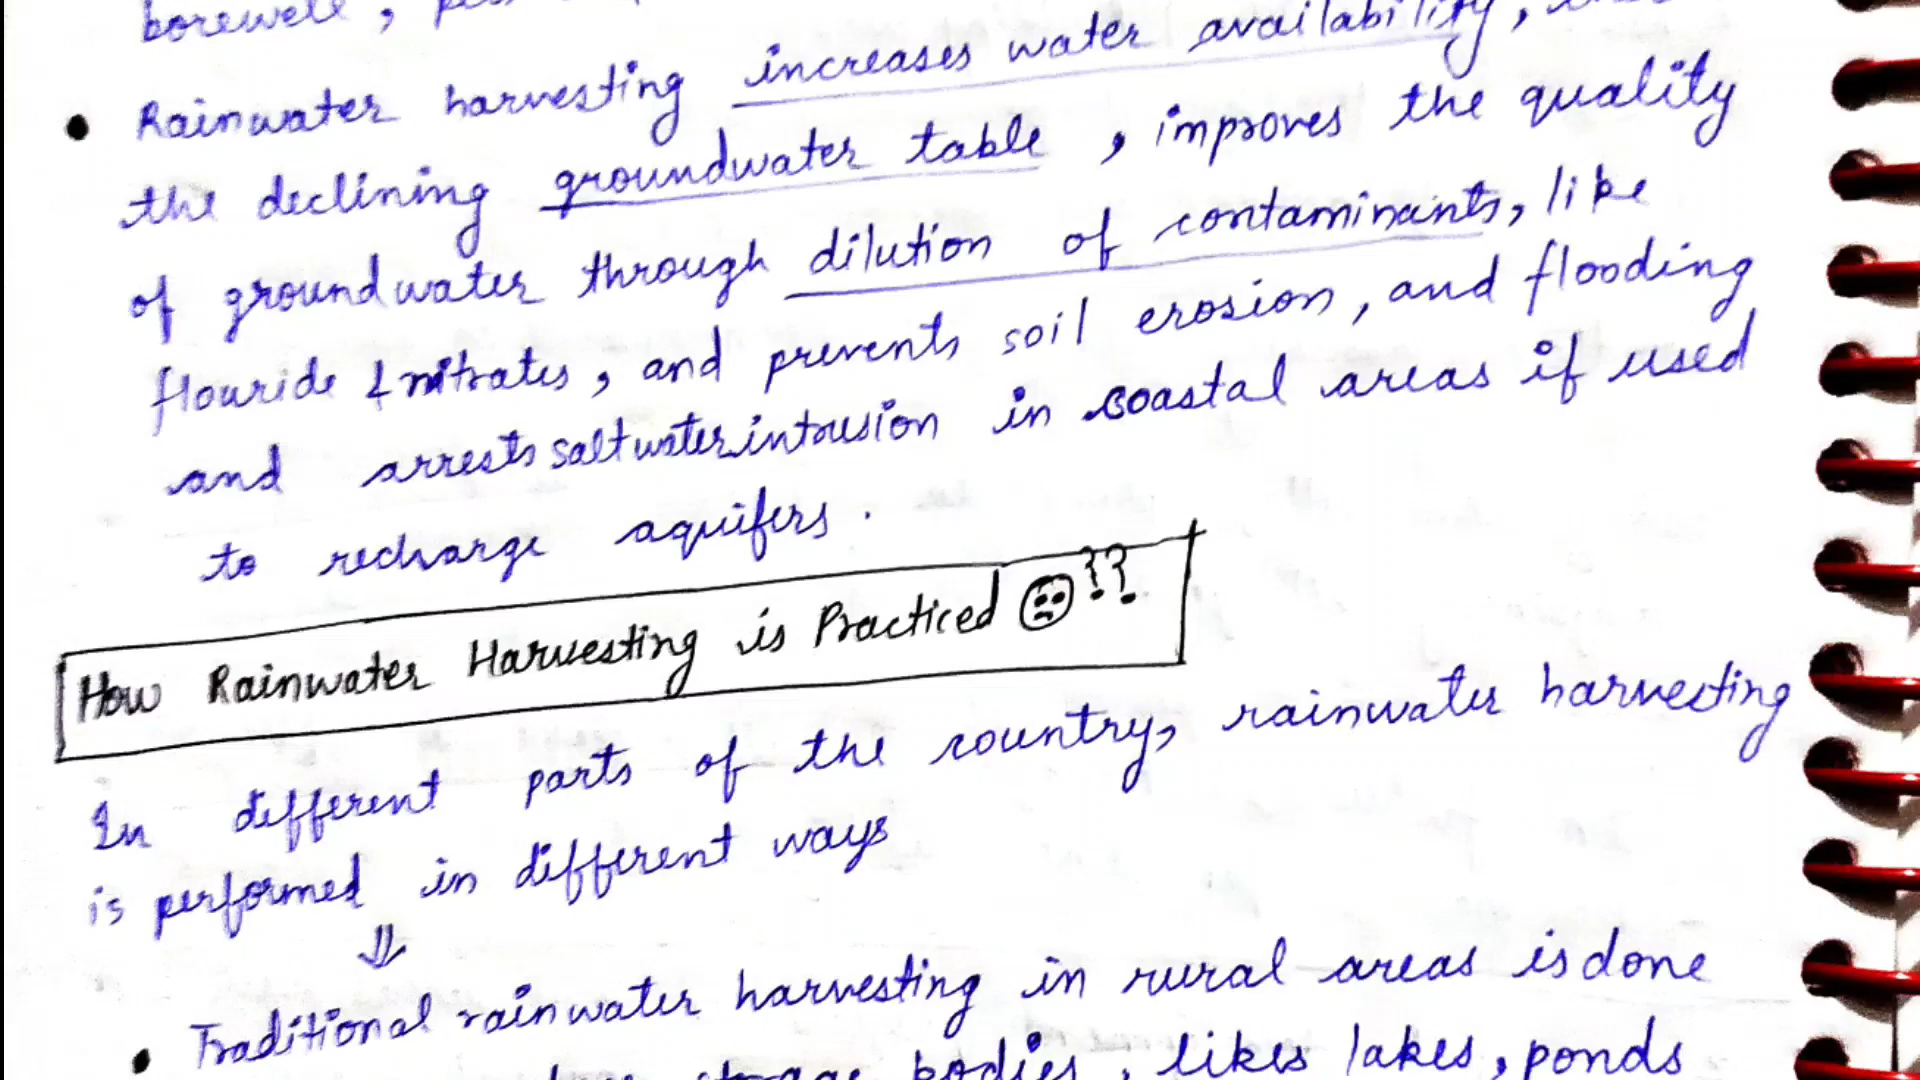 borewell,
• Rainwater harvesting increases water availability,
the declining groundwater table, improves the quality
of groundwater through dilution of contaminants, like
flouride & nitrates, and prevents soil erosion, and flooding
and arrests saltwater intrusion in coastal areas if used
to recharge aquifers.
How Rainwater Harvesting is Practiced ??
In different parts of the country, rainwater harvesting
is performed in different ways
⇓
• Traditional rainwater harvesting in rural areas is done
storage bodies, likes lakes, ponds